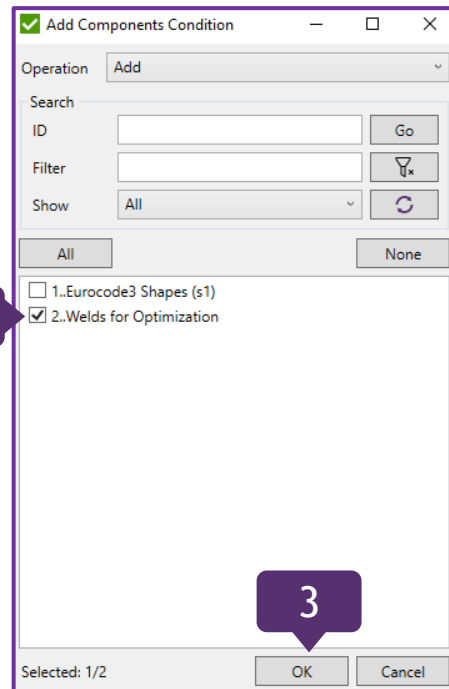 Add Components Condition
Operation Add
Search
ID Go
Filter
Show All
All None
1..Eurocode3 Shapes (s1)
2..Welds for Optimization
3
Selected: 1/2 OK Cancel